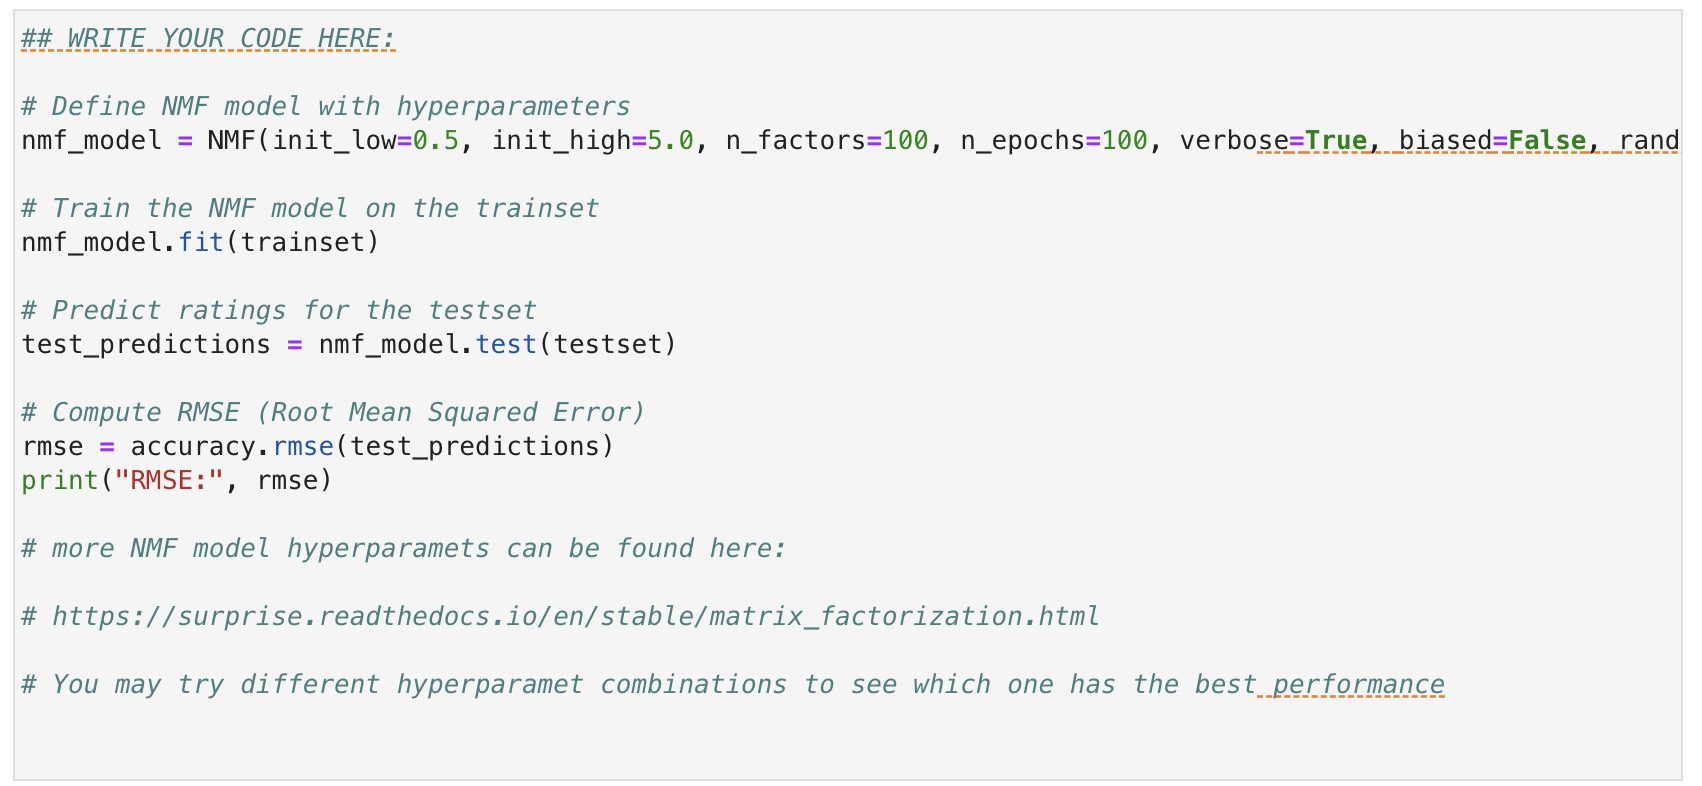 ## WRITE YOUR CODE HERE:
# Define NMF model with hyperparameters
nmf_model = NMF(init_low=0.5, init_high=5.0, n_factors=100, n_epochs=100, verbose=True, biased=False, rand
# Train the NMF model on the trainset
nmf_model.fit(trainset)
# Predict ratings for the testset
test_predictions = nmf_model.test(testset)
# Compute RMSE (Root Mean Squared Error)
rmse = accuracy.rmse(test_predictions)
print("RMSE:", rmse)
# more NMF model hyperparamets can be found here:
# https://surprise.readthedocs.io/en/stable/matrix_factorization.html
# You may try different hyperparamet combinations to see which one has the best performance